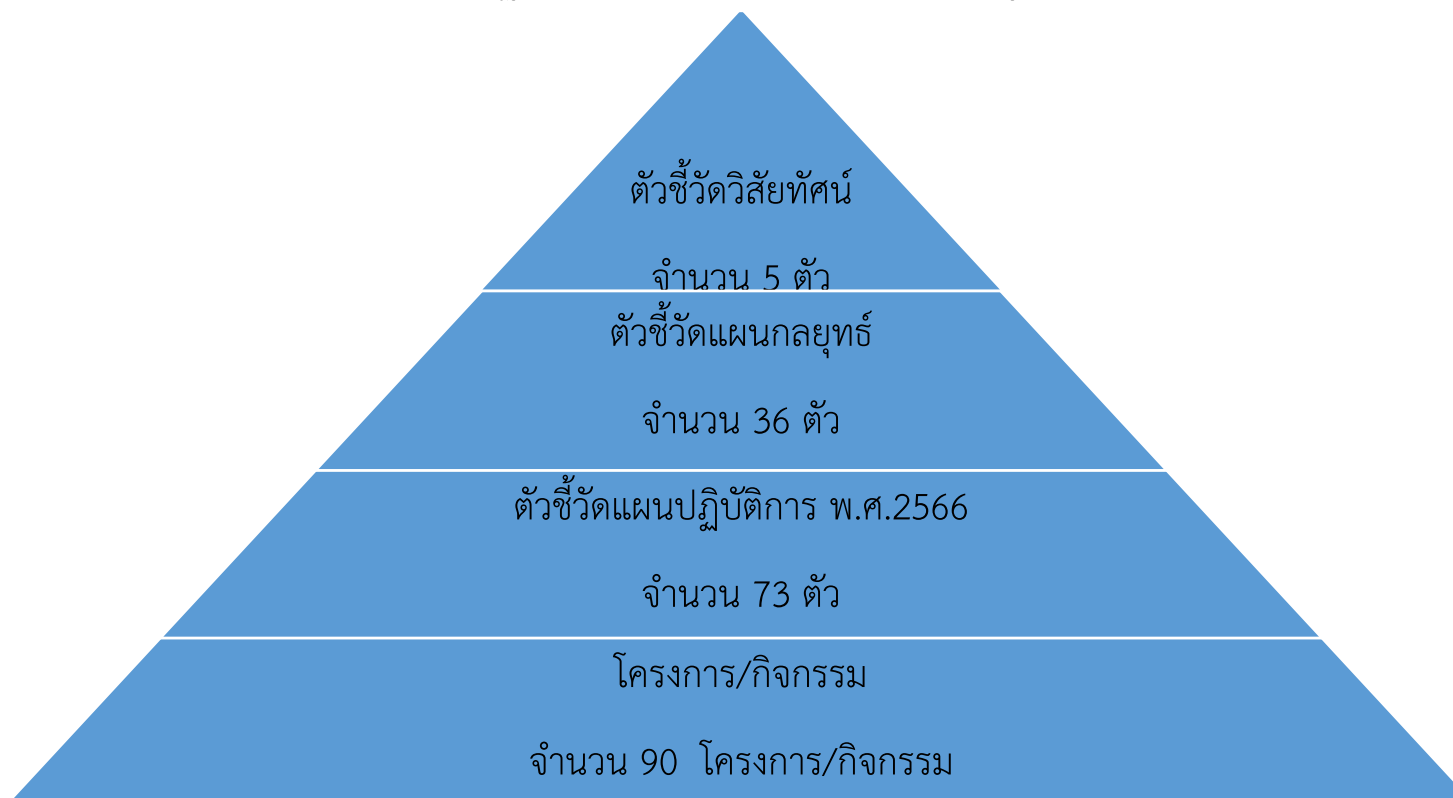 ตัวชี้วัดวิสัยทัศน์
จำนวน 5 ตัว
ตัวชี้วัดแผนกลยุทธ์
จำนวน 36 ตัว
ตัวชี้วัดแผนปฏิบัติการ พ.ศ.2566
จำนวน 73 ตัว
โครงการ/กิจกรรม
จำนวน 90 โครงการ/กิจกรรม